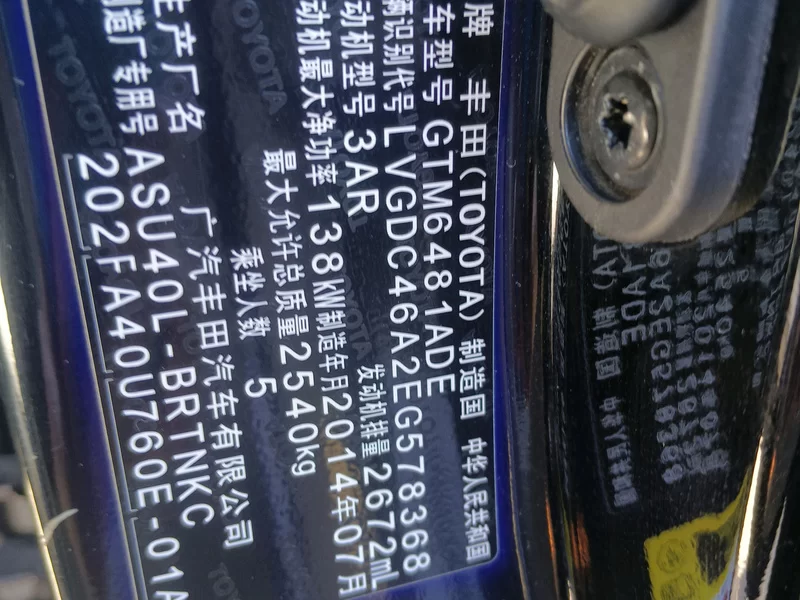 牌 丰田(TOYOTA) 制造国 中华人民共和国
车型号 GTM6481ADE
辆识别代号 LVGDC46A2EG578368
动机型号 3AR 发动机排量 2672mL
动机最大净功率 138kW 制造年月 2014年07月
最大允许总质量 2540kg
乘坐人数 5
生产厂名 广汽丰田汽车有限公司
制造厂专用号 ASU40L-BRTNKC
202FA40U760E-01A
TOYOTA